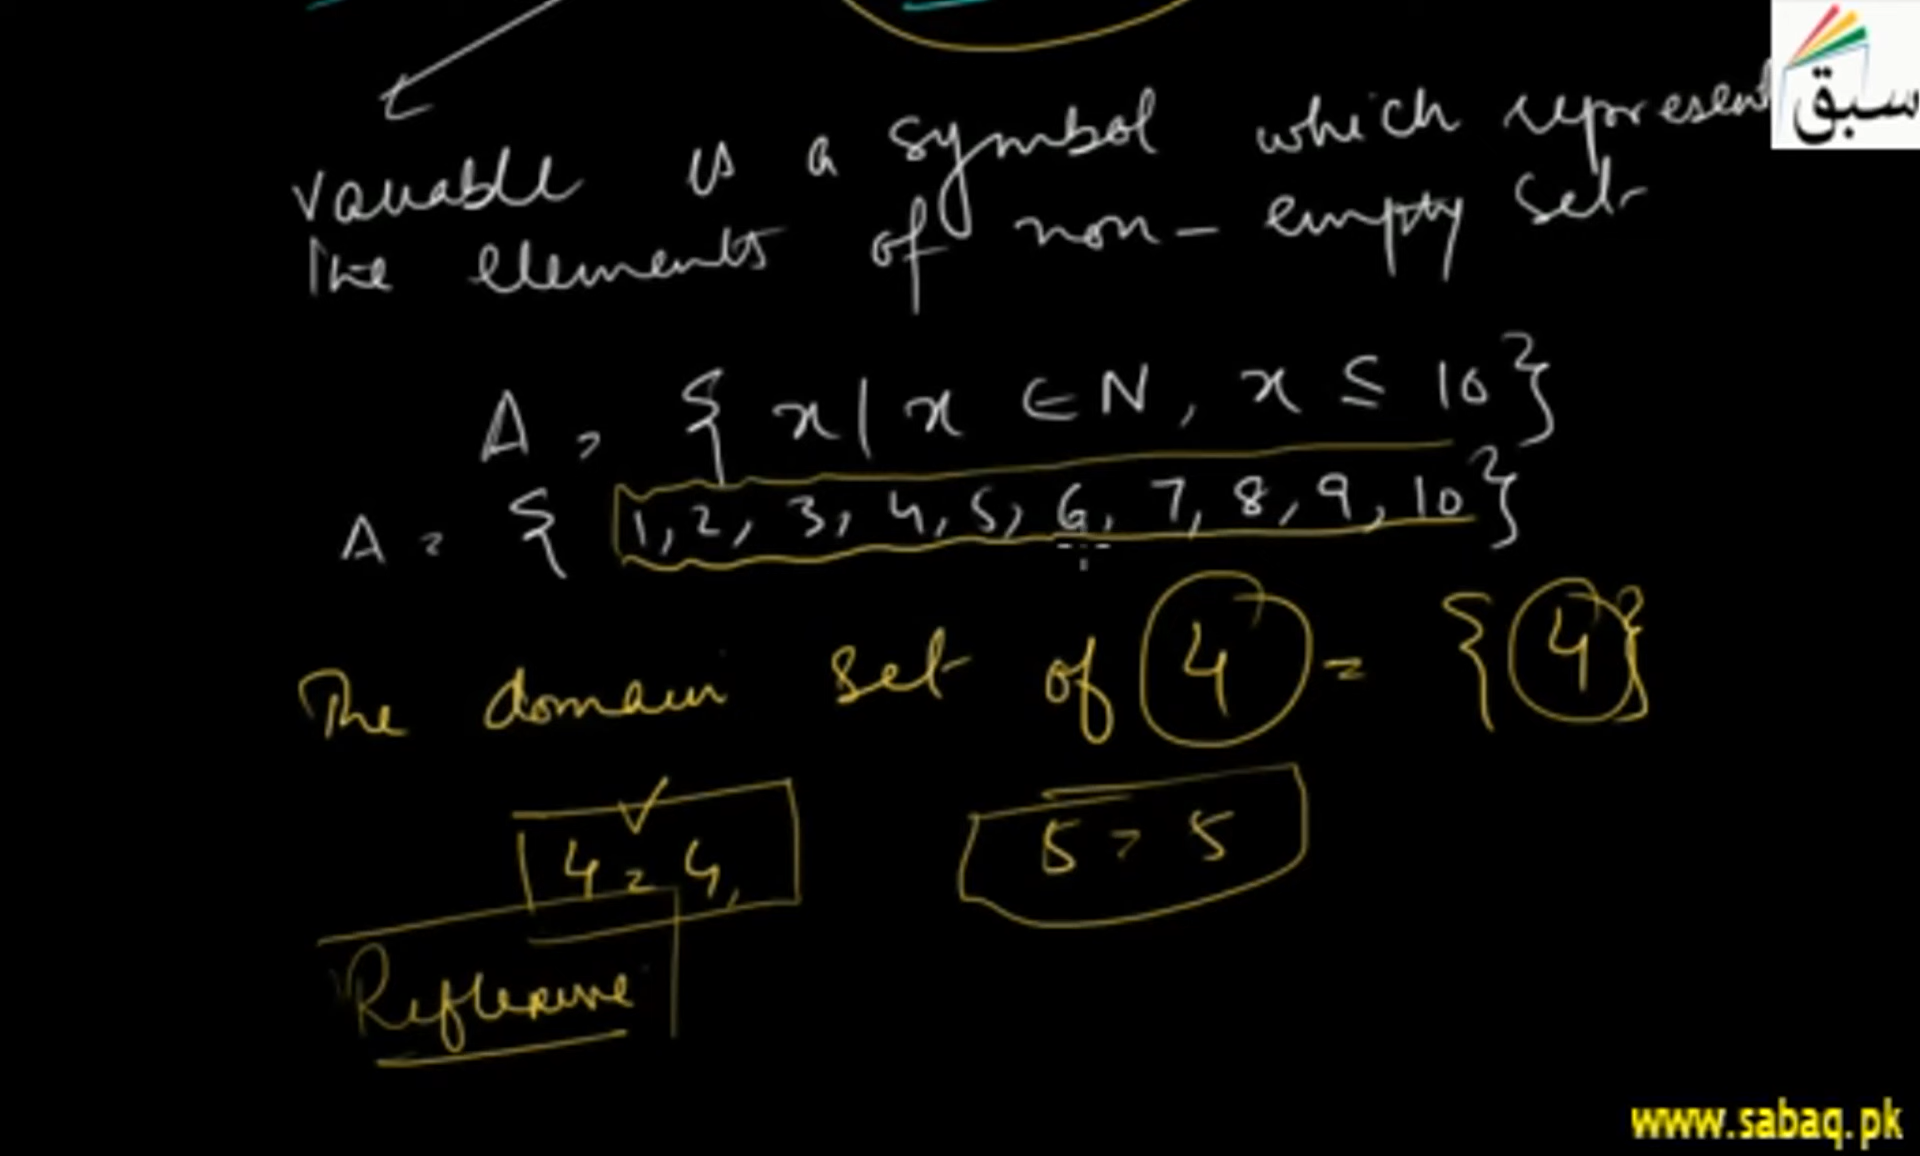 سبق
variable is a symbol which represent
the elements of non-empty set
A = { x | x ∈ N, x ≤ 10 }
A = { 1, 2, 3, 4, 5, 6, 7, 8, 9, 10 }
The domain set of 4 = { 4 }
4 = 4, 5 = 5
Reflexive
www.sabaq.pk